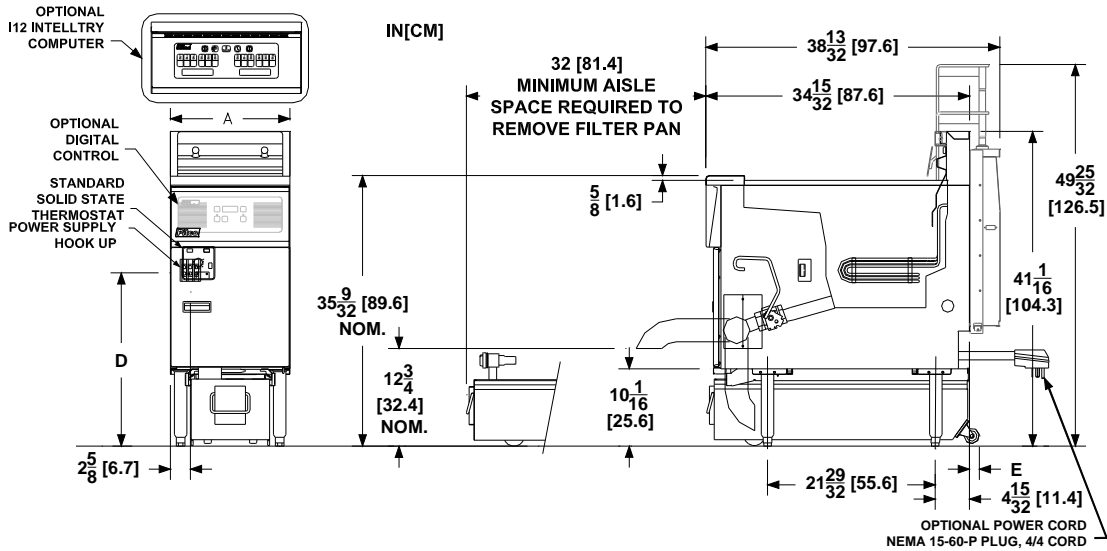 OPTIONAL
I12 INTELLTRY
COMPUTER
IN[CM]
38 13/32 [97.6]
32 [81.4]
MINIMUM AISLE
SPACE REQUIRED TO
REMOVE FILTER PAN
34 15/32 [87.6]
A
OPTIONAL
DIGITAL
CONTROL
STANDARD
SOLID STATE
THERMOSTAT
POWER SUPPLY
HOOK UP
Pitco
5/8 [1.6]
49 25/32
[126.5]
41 1/16
[104.3]
35 9/32 [89.6]
NOM.
D
12 3/4
[32.4]
NOM.
10 1/16
[25.6]
2 5/8 [6.7]
21 29/32 [55.6]
E
4 15/32 [11.4]
OPTIONAL POWER CORD
NEMA 15-60-P PLUG, 4/4 CORD